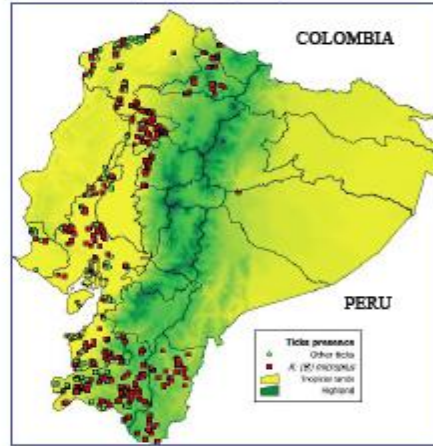 COLOMBIA
PERU
Ticks presence
Other ticks
R. (B) microplus
Tropical lands
Highland